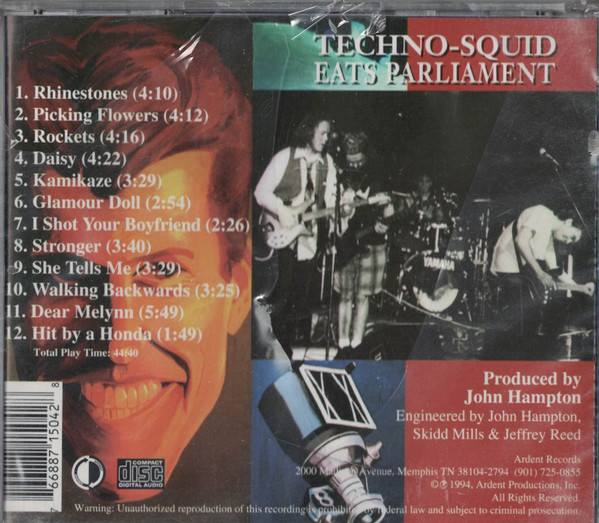 TECHNO-SQUID
EATS PARLIAMENT
1. Rhinestones (4:10)
2. Picking Flowers (4:12)
3. Rockets (4:16)
4. Daisy (4:22)
5. Kamikaze (3:29)
6. Glamour Doll (2:54)
7. I Shot Your Boyfriend (2:26)
8. Stronger (3:40)
9. She Tells Me (3:29)
10. Walking Backwards (3:25)
11. Dear Melynn (5:49)
12. Hit by a Honda (1:49)
Total Play Time: 44:40
YAMAHA
Produced by
John Hampton
Engineered by John Hampton,
Skidd Mills & Jeffrey Reed
Ardent Records
2000 Avenue, Memphis TN 38104-2794 (901) 725-0855
©℗ 1994, Ardent Productions, Inc.
All Rights Reserved.
7 66887 15042 8
COMPACT
disc
DIGITAL AUDIO
Warning: Unauthorized reproduction of this recording is prohibited by federal law and subject to criminal prosecution.